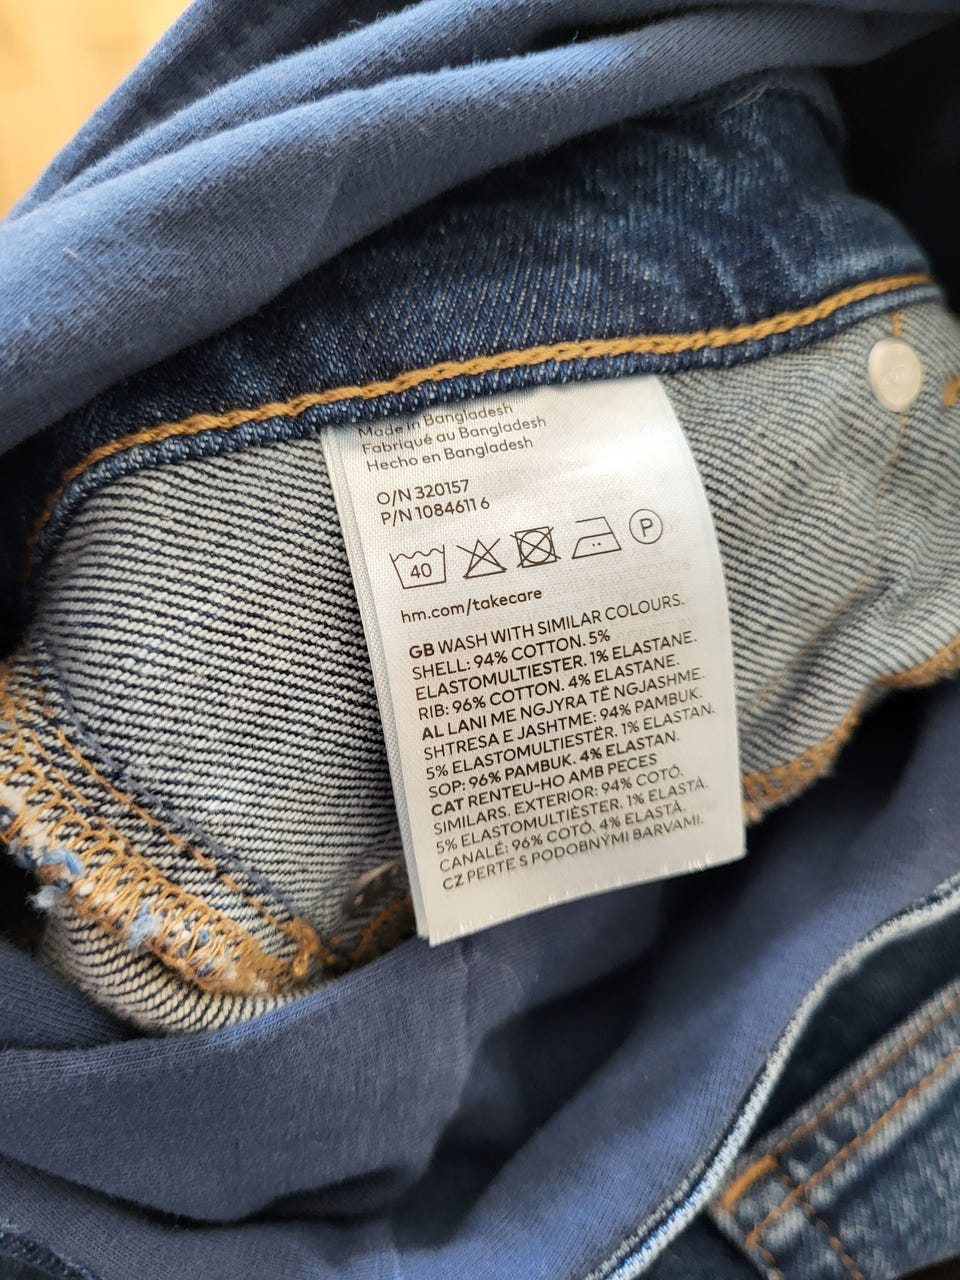 Made in Bangladesh
Fabriqué au Bangladesh
Hecho en Bangladesh
O/N 320157
P/N 1084611 6
40 P
hm.com/takecare
GB WASH WITH SIMILAR COLOURS.
SHELL: 94% COTTON. 5%
ELASTOMULTIESTER. 1% ELASTANE.
RIB: 96% COTTON. 4% ELASTANE.
AL LANI ME NGJYRA TË NGJASHME.
SHTRESA E JASHTME: 94% PAMBUK.
5% ELASTOMULTIESTËR. 1% ELASTAN.
SOP: 96% PAMBUK. 4% ELASTAN.
CAT RENTEU-HO AMB PECES
SIMILARS. EXTERIOR: 94% COTÓ.
5% ELASTOMULTIÈSTER. 1% ELASTÀ.
CANALÉ: 96% COTÓ. 4% ELASTÀ.
CZ PERTE S PODOBNÝMI BARVAMI.